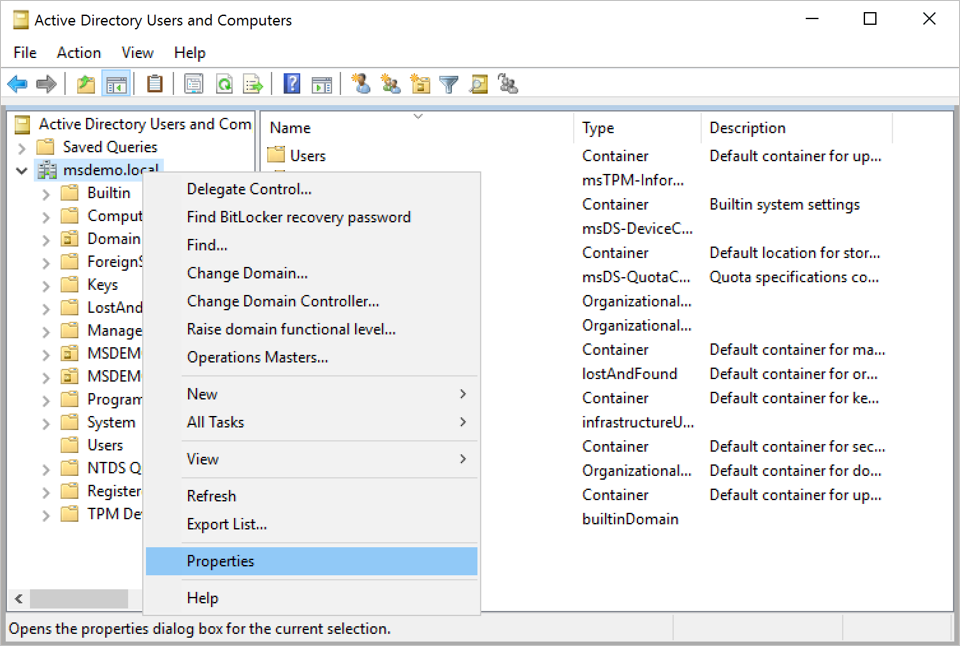 Active Directory Users and Computers
File Action View Help
Active Directory Users and Com
Saved Queries
msdemo.local
Builtin
Comput
Domain
ForeignS
Keys
LostAnd
Manage
MSDEM
MSDEM
Program
System
Users
NTDS Q
Register
TPM De
Delegate Control...
Find BitLocker recovery password
Find...
Change Domain...
Change Domain Controller...
Raise domain functional level...
Operations Masters...
New
All Tasks
View
Refresh
Export List...
Properties
Help
Name Type Description
Users Container Default container for up...
msTPM-Infor...
Container Builtin system settings
msDS-DeviceC...
Container Default location for stor...
msDS-QuotaC... Quota specifications co...
Organizational...
Organizational...
Container Default container for ma...
lostAndFound Default container for or...
Container Default container for ke...
infrastructureU...
Container Default container for sec...
Organizational... Default container for do...
Container Default container for up...
builtinDomain
Opens the properties dialog box for the current selection.